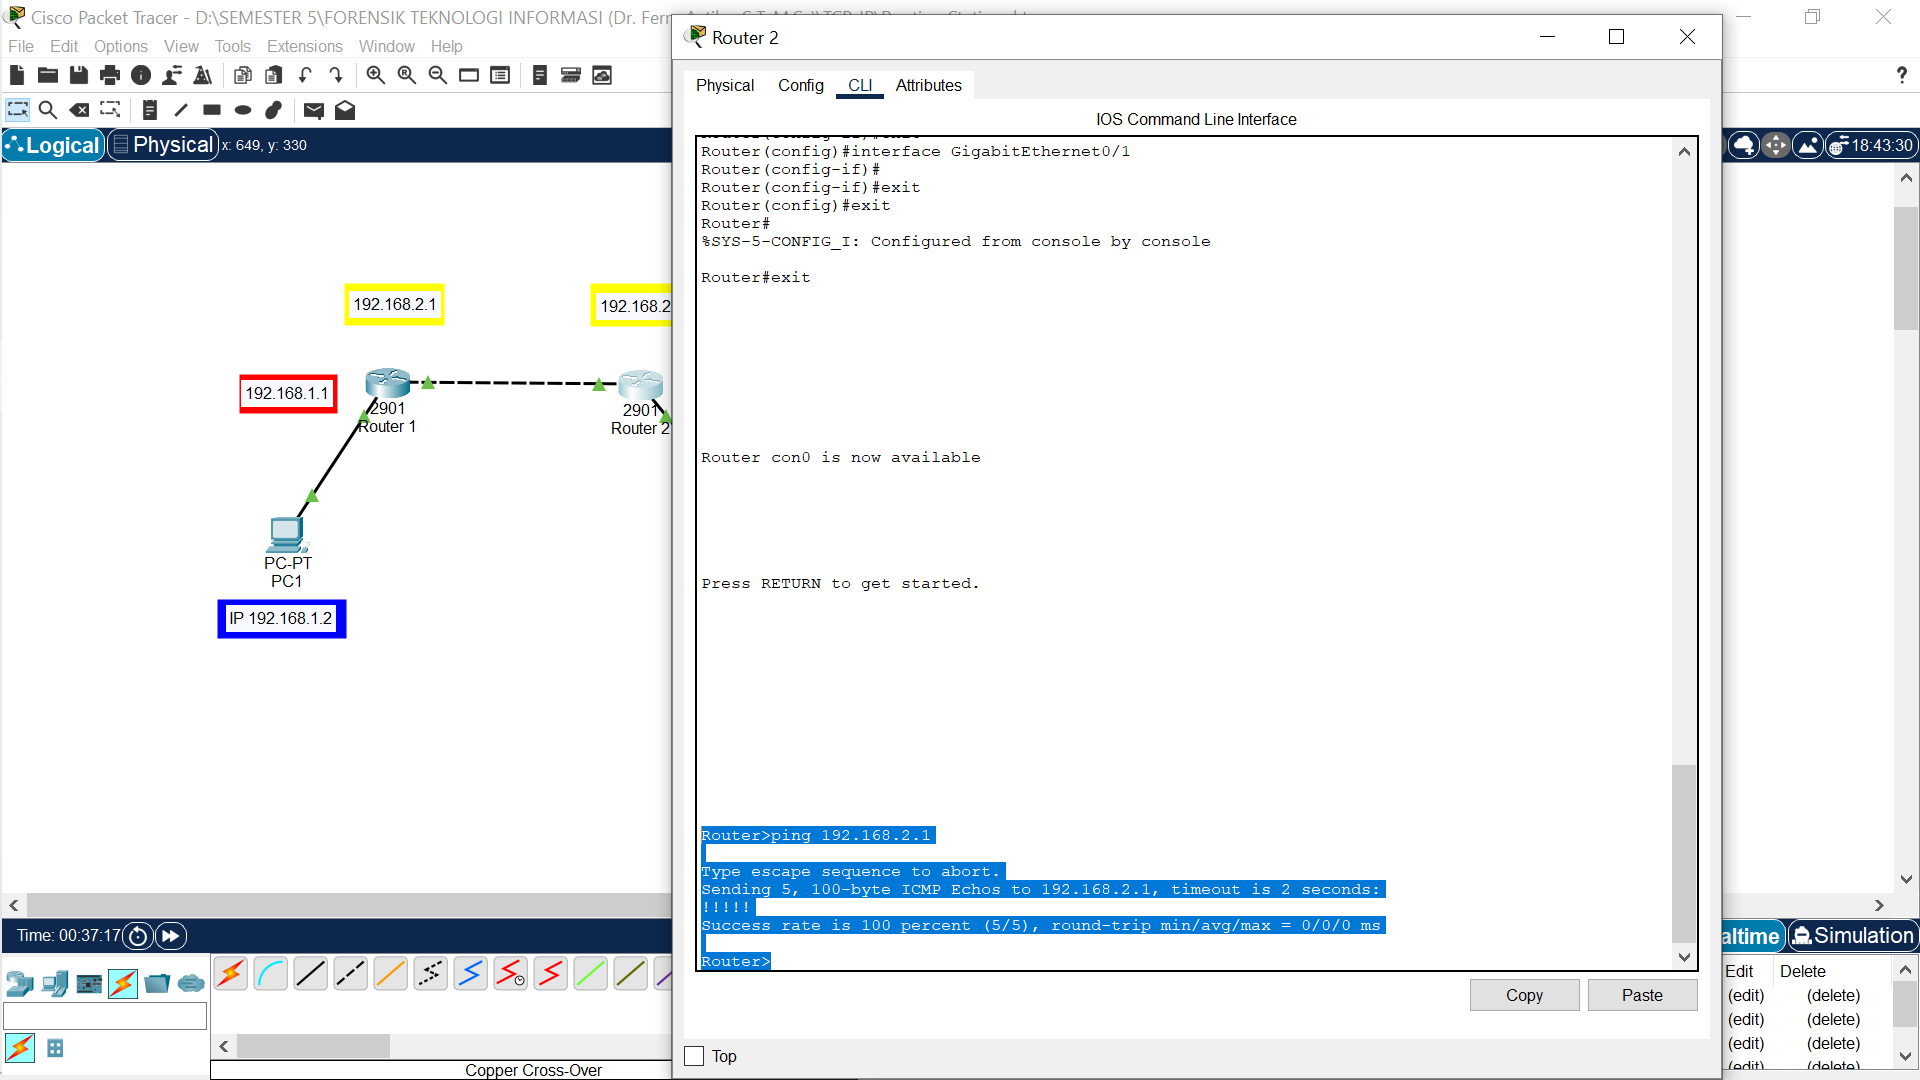 Cisco Packet Tracer - D:\SEMESTER 5\FORENSIK TEKNOLOGI INFORMASI (Dr. Fer
File Edit Options View Tools Extensions Window Help
?
Logical Physical x: 649, y: 330
18:43:30
192.168.2.1
192.168.2
192.168.1.1
2901
Router 1
2901
Router 2
PC-PT
PC1
IP 192.168.1.2
Time: 00:37:17
Copper Cross-Over
Router 2
Physical Config CLI Attributes
IOS Command Line Interface
Router(config)#interface GigabitEthernet0/1
Router(config-if)#
Router(config-if)#exit
Router(config)#exit
Router#
%SYS-5-CONFIG_I: Configured from console by console
Router#exit
Router con0 is now available
Press RETURN to get started.
Router>ping 192.168.2.1
Type escape sequence to abort.
Sending 5, 100-byte ICMP Echos to 192.168.2.1, timeout is 2 seconds:
!!!!!
Success rate is 100 percent (5/5), round-trip min/avg/max = 0/0/0 ms
Router>
Copy Paste
Top
altime Simulation
Edit Delete
(edit) (delete)
(edit) (delete)
(edit) (delete)
(edit) (delete)